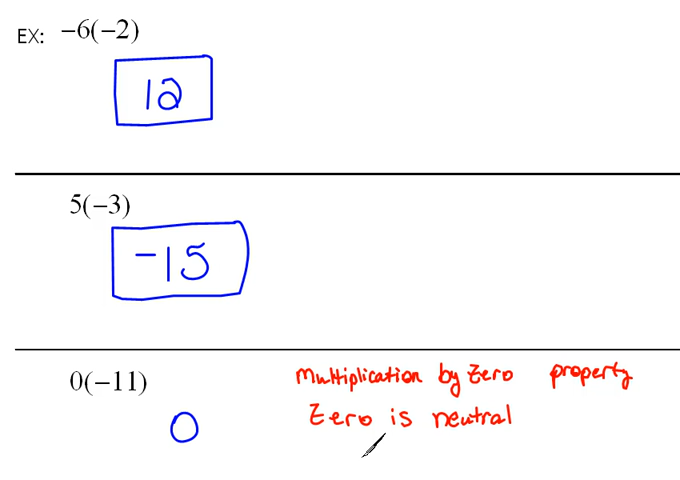 EX: −6(−2)
12
5(−3)
-15
0(−11)
Multiplication by Zero property
0
Zero is neutral